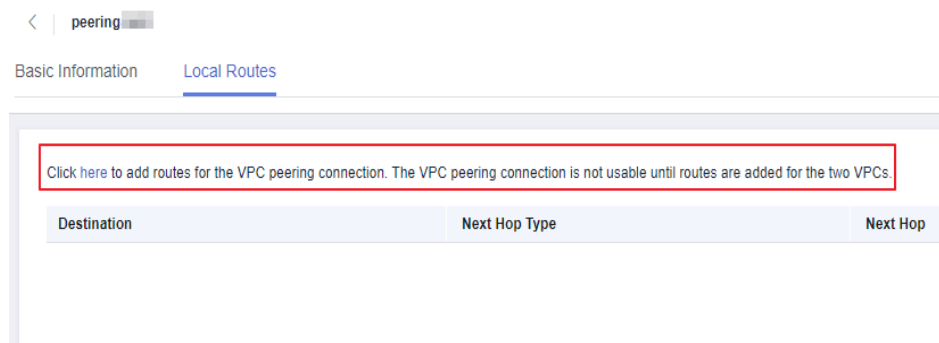 peering
Basic Information Local Routes
Click here to add routes for the VPC peering connection. The VPC peering connection is not usable until routes are added for the two VPCs.
Destination Next Hop Type Next Hop